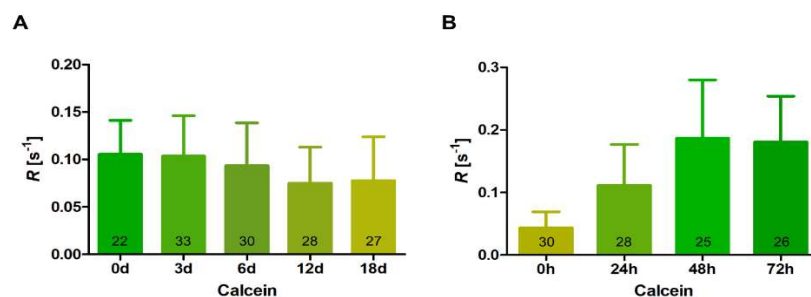 A
R [s⁻¹]
0.20
0.15
0.10
0.05
0.00
22 33 30 28 27
0d 3d 6d 12d 18d
Calcein
B
R [s⁻¹]
0.3
0.2
0.1
0.0
30 28 25 26
0h 24h 48h 72h
Calcein